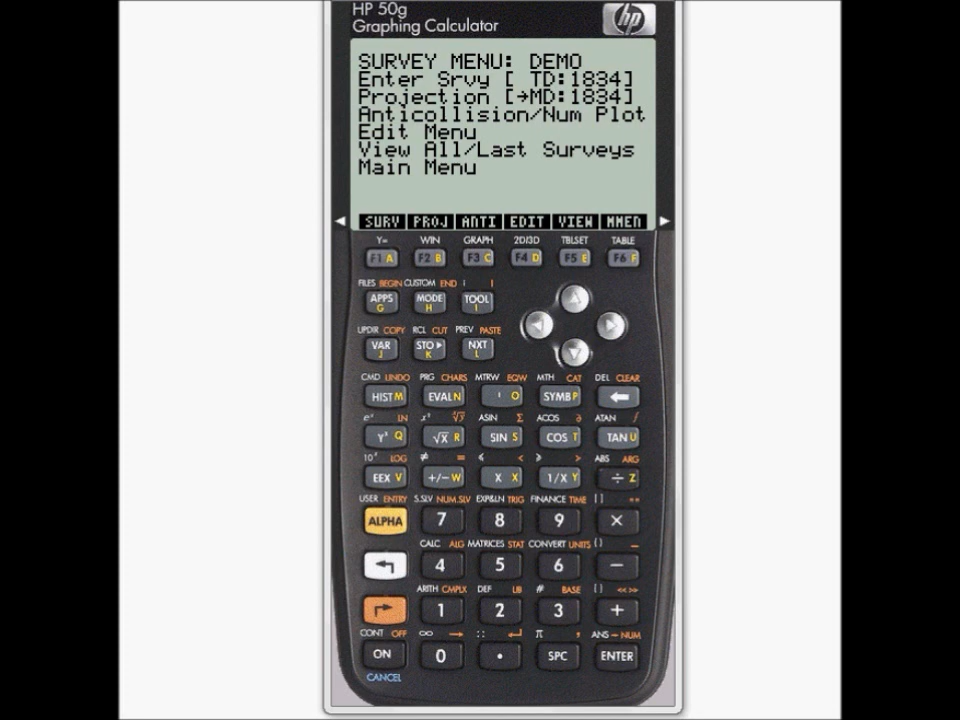 HP 50g
Graphing Calculator
hp
SURVEY MENU: DEMO
Enter Srvy [ TD:1834]
Projection [→MD:1834]
Anticollision/Num Plot
Edit Menu
View All/Last Surveys
Main Menu
SURV PROJ ANTI EDIT VIEW MMEN
Y= WIN GRAPH 2D/3D TBLSET TABLE
F1 A F2 B F3 C F4 D F5 E F6 F
FILES BEGIN CUSTOM END i I
APPS G MODE H TOOL I
UPDIR COPY RCL CUT PREV PASTE
VAR J STO▶ K NXT L
CMD UNDO PRG CHARS MTRW EQW MTH CAT DEL CLEAR
HIST M EVAL N ' O SYMB P ←
eˣ LN x² ˣ√y ASIN Σ ACOS ∂ ATAN ∫
Yˣ Q √X R SIN S COS T TAN U
10ˣ LOG ≠ = ≤ < ≥ > ABS ARG
EEX V +/− W X X 1/X Y ÷ Z
USER ENTRY S.SLV NUM.SLV EXP&LN TRIG FINANCE TIME [ ] " "
ALPHA 7 8 9 ×
CALC ALG MATRICES STAT CONVERT UNITS ( ) _
4 5 6 −
ARITH CMPLX DEF LIB # BASE { } « »
1 2 3 +
CONT OFF ∞ → : : ↵ π , ANS →NUM
ON 0 . SPC ENTER
CANCEL